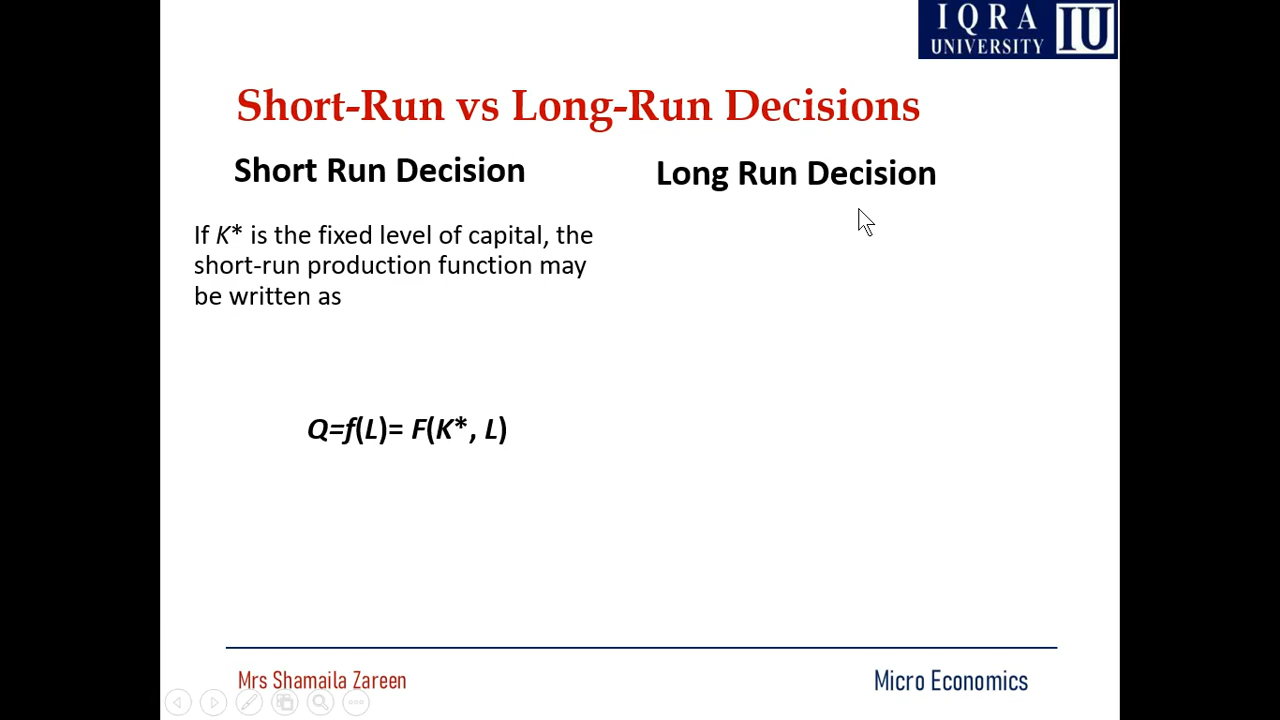 IQRA
UNIVERSITY
IU
Short-Run vs Long-Run Decisions
Short Run Decision
Long Run Decision
If K* is the fixed level of capital, the
short-run production function may
be written as
Q=f(L)= F(K*, L)
Mrs Shamaila Zareen
Micro Economics